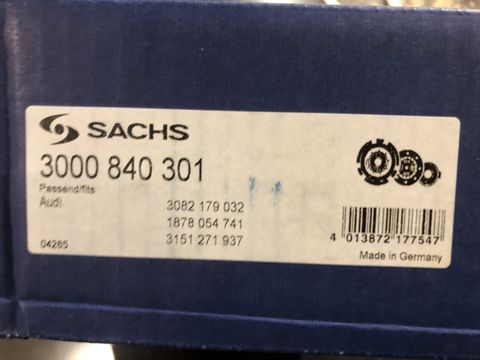 SACHS
3000 840 301
Passend/fits
Audi
3082 179 032
1878 054 741
3151 271 937
04265
4 013872 177547
Made in Germany